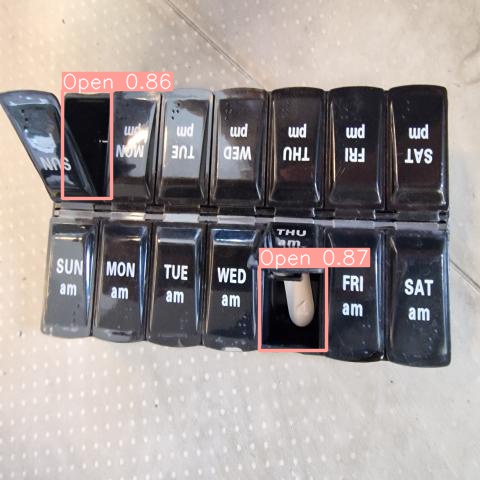 Open 0.86
SUN
MON pm
TUE pm
WED pm
THU pm
FRI pm
SAT pm
THU am
Open 0.87
SUN am
MON am
TUE am
WED am
FRI am
SAT am